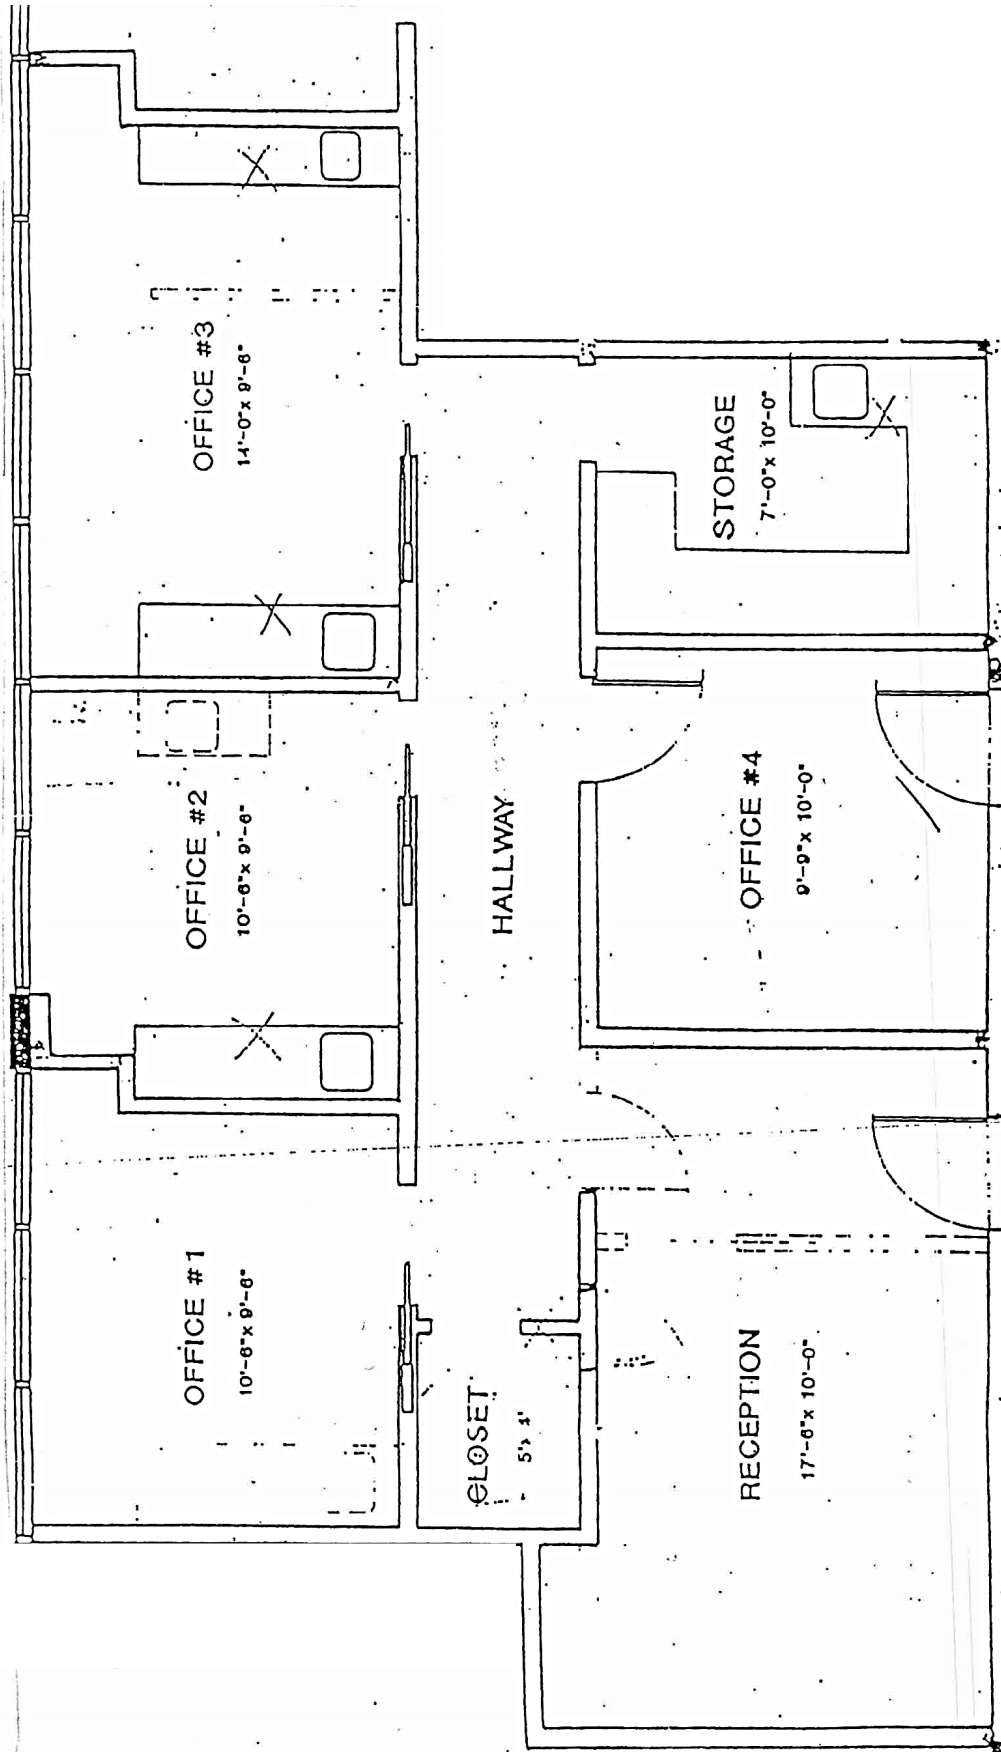 OFFICE #3
14'-0"x 9'-6"
STORAGE
7'-0"x 10'-0"
OFFICE #2
10'-6"x 9'-6"
HALLWAY
OFFICE #4
9'-9"x 10'-0"
OFFICE #1
10'-6"x 9'-6"
CLOSET
RECEPTION
17'-6"x 10'-0"